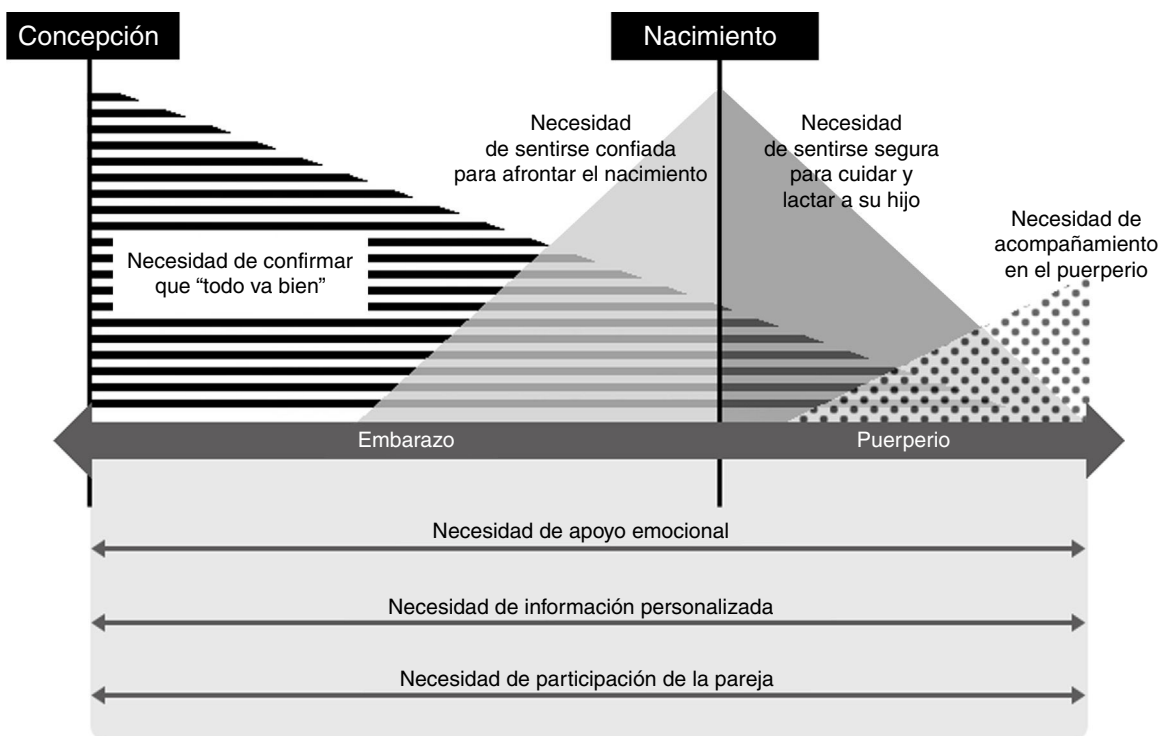 Concepción
Nacimiento
Necesidad
de sentirse confiada
para afrontar el nacimiento
Necesidad
de sentirse segura
para cuidar y
lactar a su hijo
Necesidad de
acompañamiento
en el puerperio
Necesidad de confirmar
que “todo va bien”
Embarazo
Puerperio
Necesidad de apoyo emocional
Necesidad de información personalizada
Necesidad de participación de la pareja